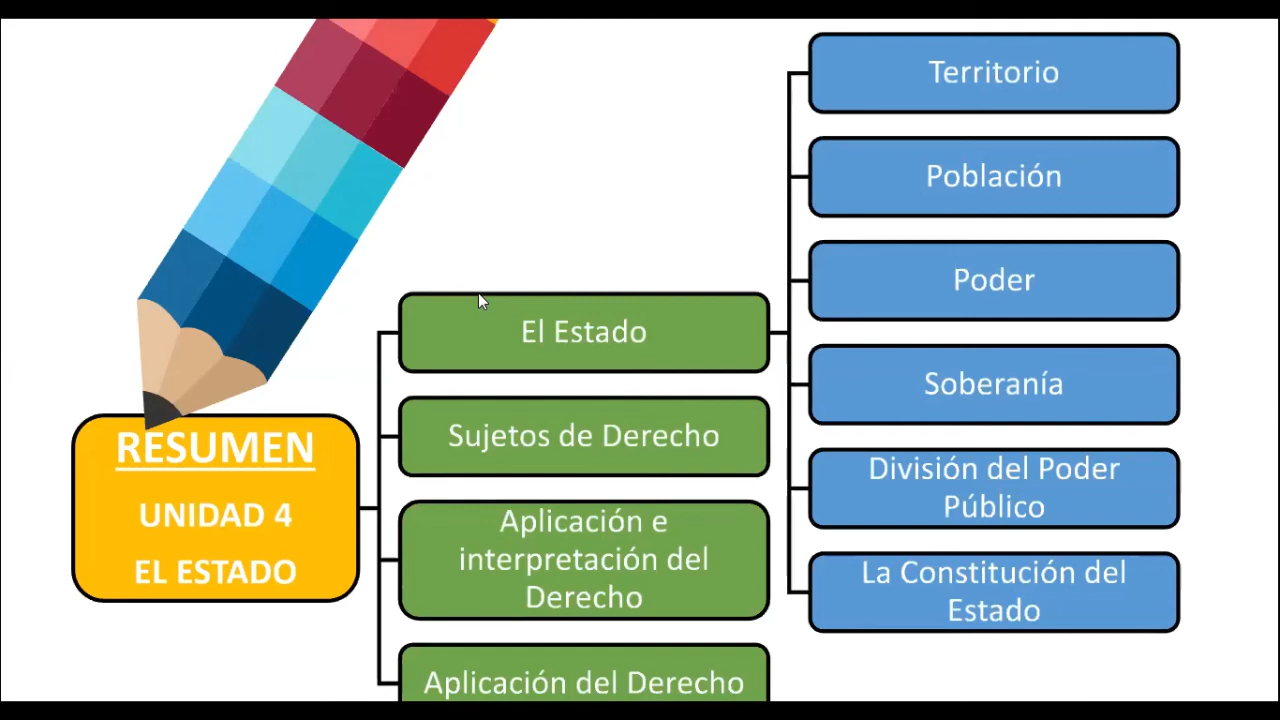 RESUMEN
UNIDAD 4
EL ESTADO
El Estado
Sujetos de Derecho
Aplicación e
interpretación del
Derecho
Aplicación del Derecho
Territorio
Población
Poder
Soberanía
División del Poder
Público
La Constitución del
Estado